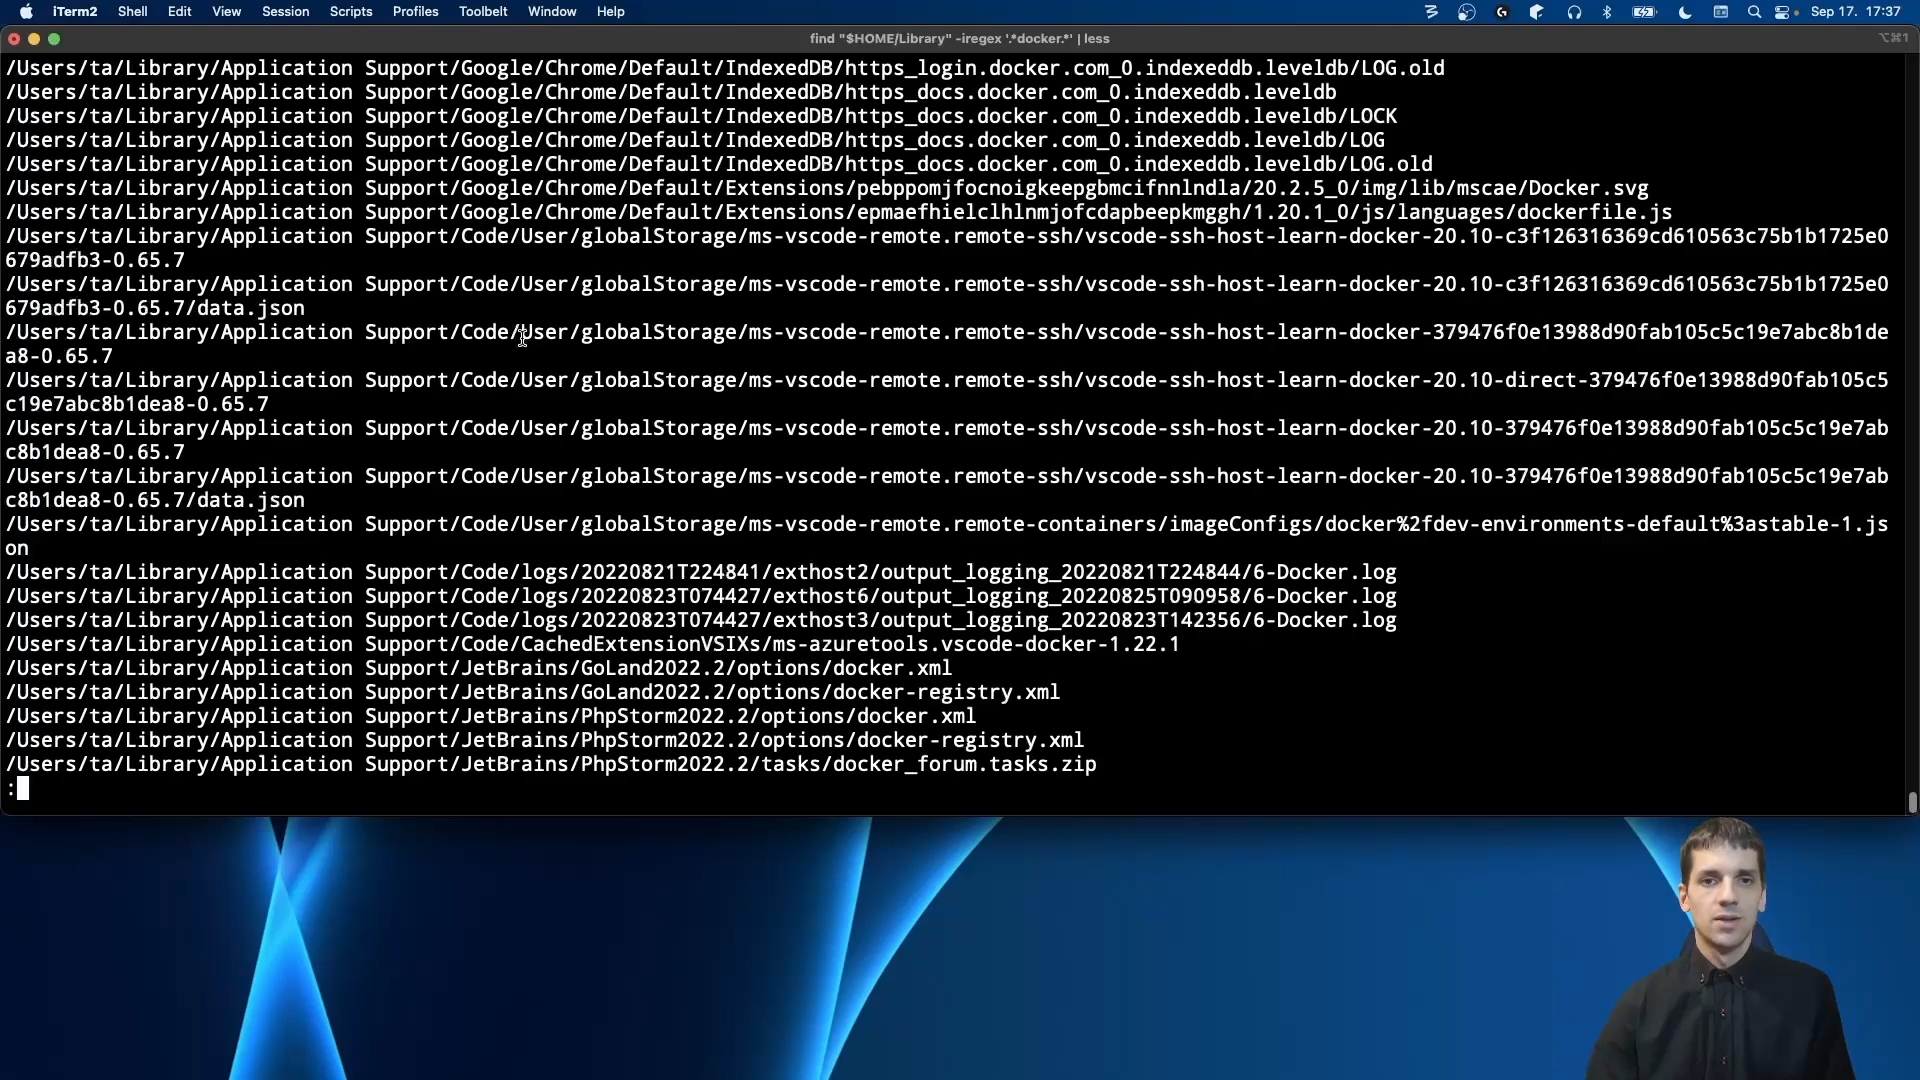 iTerm2 Shell Edit View Session Scripts Profiles Toolbelt Window Help Sep 17. 17:37
find "$HOME/Library" -iregex '.*docker.*' | less ⌥⌘1
/Users/ta/Library/Application Support/Google/Chrome/Default/IndexedDB/https_login.docker.com_0.indexeddb.leveldb/LOG.old
/Users/ta/Library/Application Support/Google/Chrome/Default/IndexedDB/https_docs.docker.com_0.indexeddb.leveldb
/Users/ta/Library/Application Support/Google/Chrome/Default/IndexedDB/https_docs.docker.com_0.indexeddb.leveldb/LOCK
/Users/ta/Library/Application Support/Google/Chrome/Default/IndexedDB/https_docs.docker.com_0.indexeddb.leveldb/LOG
/Users/ta/Library/Application Support/Google/Chrome/Default/IndexedDB/https_docs.docker.com_0.indexeddb.leveldb/LOG.old
/Users/ta/Library/Application Support/Google/Chrome/Default/Extensions/pebppomjfocnoigkeepgbmcifnnlndla/20.2.5_0/img/lib/mscae/Docker.svg
/Users/ta/Library/Application Support/Google/Chrome/Default/Extensions/epmaefhielclhlnmjofcdapbeepkmggh/1.20.1_0/js/languages/dockerfile.js
/Users/ta/Library/Application Support/Code/User/globalStorage/ms-vscode-remote.remote-ssh/vscode-ssh-host-learn-docker-20.10-c3f126316369cd610563c75b1b1725e0
679adfb3-0.65.7
/Users/ta/Library/Application Support/Code/User/globalStorage/ms-vscode-remote.remote-ssh/vscode-ssh-host-learn-docker-20.10-c3f126316369cd610563c75b1b1725e0
679adfb3-0.65.7/data.json
/Users/ta/Library/Application Support/Code/User/globalStorage/ms-vscode-remote.remote-ssh/vscode-ssh-host-learn-docker-379476f0e13988d90fab105c5c19e7abc8b1de
a8-0.65.7
/Users/ta/Library/Application Support/Code/User/globalStorage/ms-vscode-remote.remote-ssh/vscode-ssh-host-learn-docker-20.10-direct-379476f0e13988d90fab105c5
c19e7abc8b1dea8-0.65.7
/Users/ta/Library/Application Support/Code/User/globalStorage/ms-vscode-remote.remote-ssh/vscode-ssh-host-learn-docker-20.10-379476f0e13988d90fab105c5c19e7ab
c8b1dea8-0.65.7
/Users/ta/Library/Application Support/Code/User/globalStorage/ms-vscode-remote.remote-ssh/vscode-ssh-host-learn-docker-20.10-379476f0e13988d90fab105c5c19e7ab
c8b1dea8-0.65.7/data.json
/Users/ta/Library/Application Support/Code/User/globalStorage/ms-vscode-remote.remote-containers/imageConfigs/docker%2fdev-environments-default%3astable-1.js
on
/Users/ta/Library/Application Support/Code/logs/20220821T224841/exthost2/output_logging_20220821T224844/6-Docker.log
/Users/ta/Library/Application Support/Code/logs/20220823T074427/exthost6/output_logging_20220825T090958/6-Docker.log
/Users/ta/Library/Application Support/Code/logs/20220823T074427/exthost3/output_logging_20220823T142356/6-Docker.log
/Users/ta/Library/Application Support/Code/CachedExtensionVSIXs/ms-azuretools.vscode-docker-1.22.1
/Users/ta/Library/Application Support/JetBrains/GoLand2022.2/options/docker.xml
/Users/ta/Library/Application Support/JetBrains/GoLand2022.2/options/docker-registry.xml
/Users/ta/Library/Application Support/JetBrains/PhpStorm2022.2/options/docker.xml
/Users/ta/Library/Application Support/JetBrains/PhpStorm2022.2/options/docker-registry.xml
/Users/ta/Library/Application Support/JetBrains/PhpStorm2022.2/tasks/docker_forum.tasks.zip
: